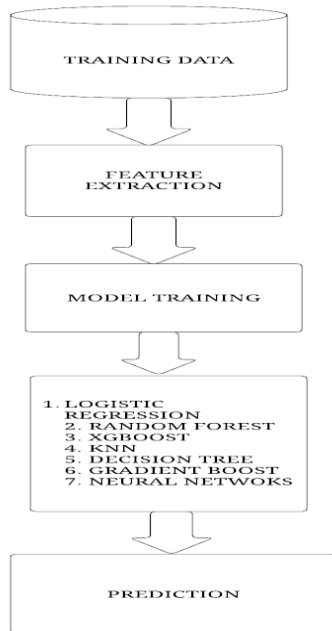 TRAINING DATA
FEATURE
EXTRACTION
MODEL TRAINING
1. LOGISTIC
REGRESSION
2. RANDOM FOREST
3. XGBOOST
4. KNN
5. DECISION TREE
6. GRADIENT BOOST
7. NEURAL NETWOKS
PREDICTION